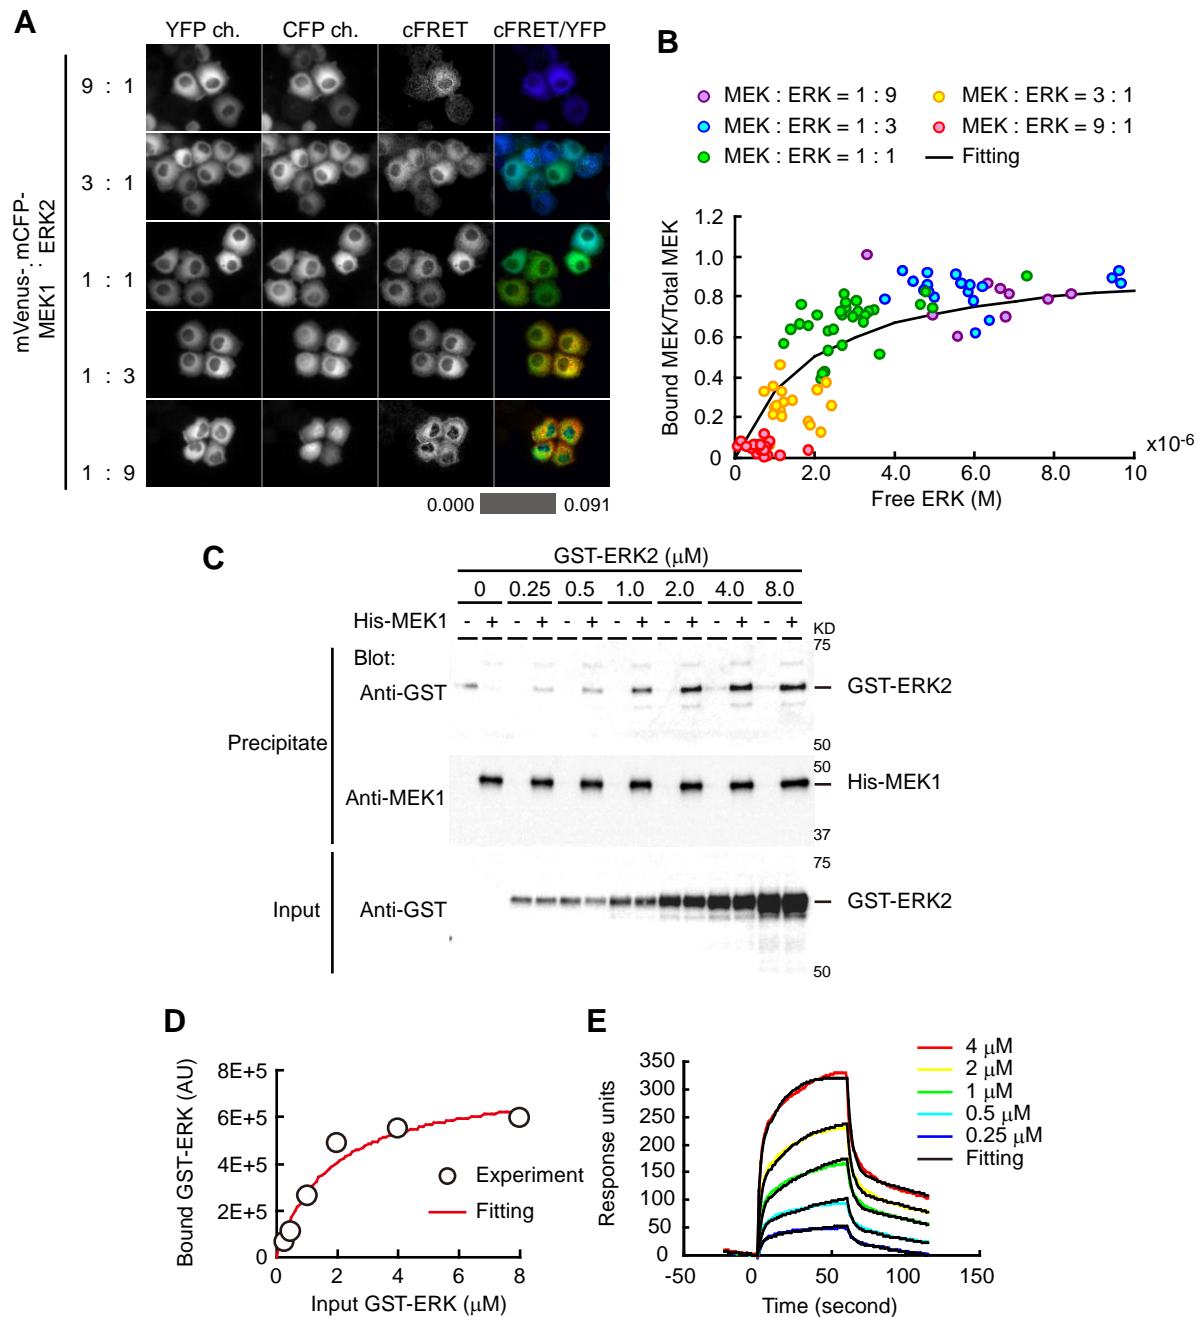 A
YFP ch. CFP ch. cFRET cFRET/YFP
mVenus- : mCFP-
MEK1 ERK2
9 : 1
3 : 1
1 : 1
1 : 3
1 : 9
0.000 0.091
B
MEK : ERK = 1 : 9
MEK : ERK = 1 : 3
MEK : ERK = 1 : 1
MEK : ERK = 3 : 1
MEK : ERK = 9 : 1
Fitting
Bound MEK/Total MEK
1.2
1.0
0.8
0.6
0.4
0.2
0
0 2.0 4.0 6.0 8.0 10
x10-6
Free ERK (M)
C
GST-ERK2 (μM)
0 0.25 0.5 1.0 2.0 4.0 8.0
His-MEK1 - + - + - + - + - + - + - +
KD
75
Blot:
Anti-GST
GST-ERK2
Precipitate
50
50
Anti-MEK1
His-MEK1
37
75
Input
Anti-GST
GST-ERK2
50
D
Bound GST-ERK (AU)
8E+5
6E+5
4E+5
2E+5
0
Experiment
Fitting
0 2 4 6 8
Input GST-ERK (μM)
E
Response units
350
300
250
200
150
100
50
0
-50 0 50 100 150
Time (second)
4 μM
2 μM
1 μM
0.5 μM
0.25 μM
Fitting